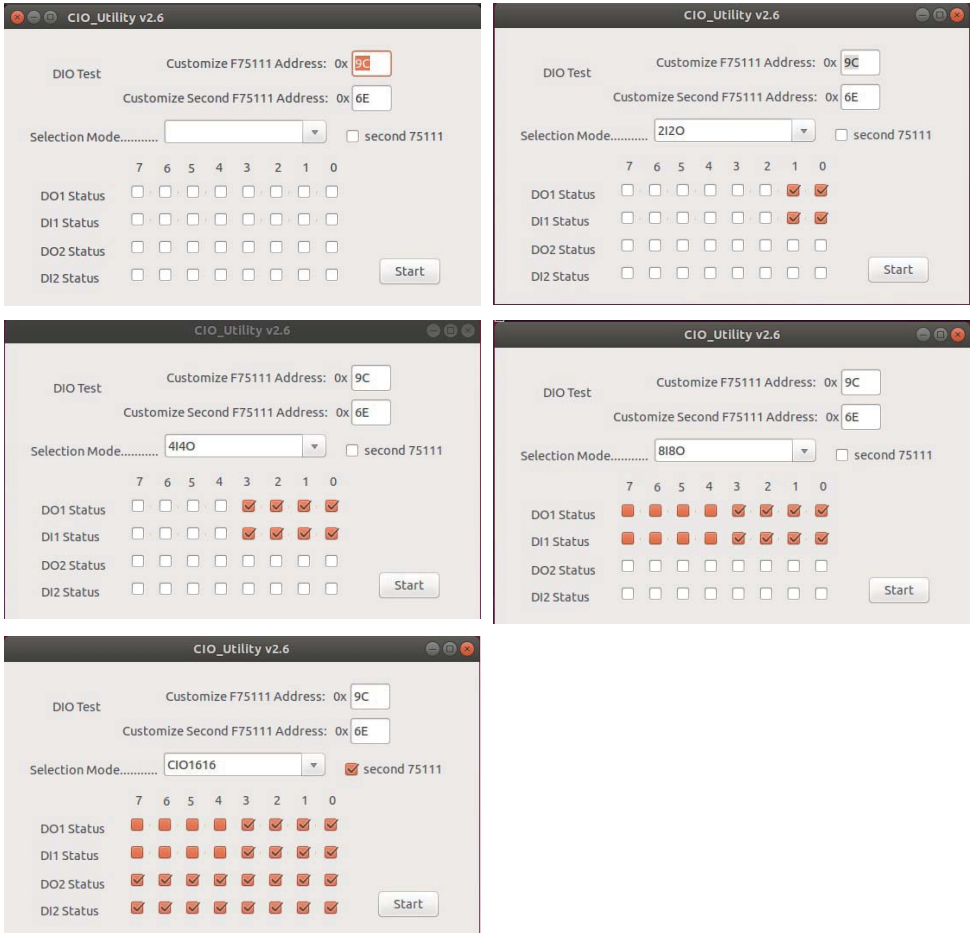 CIO_Utility v2.6
DIO Test
Customize F75111 Address: 0x 9C
Customize Second F75111 Address: 0x 6E
Selection Mode...........
second 75111
7 6 5 4 3 2 1 0
DO1 Status
DI1 Status
DO2 Status
DI2 Status
Start
CIO_Utility v2.6
DIO Test
Customize F75111 Address: 0x 9C
Customize Second F75111 Address: 0x 6E
Selection Mode........... 2I2O
second 75111
7 6 5 4 3 2 1 0
DO1 Status
DI1 Status
DO2 Status
DI2 Status
Start
CIO_Utility v2.6
DIO Test
Customize F75111 Address: 0x 9C
Customize Second F75111 Address: 0x 6E
Selection Mode........... 4I4O
second 75111
7 6 5 4 3 2 1 0
DO1 Status
DI1 Status
DO2 Status
DI2 Status
Start
CIO_Utility v2.6
DIO Test
Customize F75111 Address: 0x 9C
Customize Second F75111 Address: 0x 6E
Selection Mode........... 8I8O
second 75111
7 6 5 4 3 2 1 0
DO1 Status
DI1 Status
DO2 Status
DI2 Status
Start
CIO_Utility v2.6
DIO Test
Customize F75111 Address: 0x 9C
Customize Second F75111 Address: 0x 6E
Selection Mode........... CIO1616
second 75111
7 6 5 4 3 2 1 0
DO1 Status
DI1 Status
DO2 Status
DI2 Status
Start